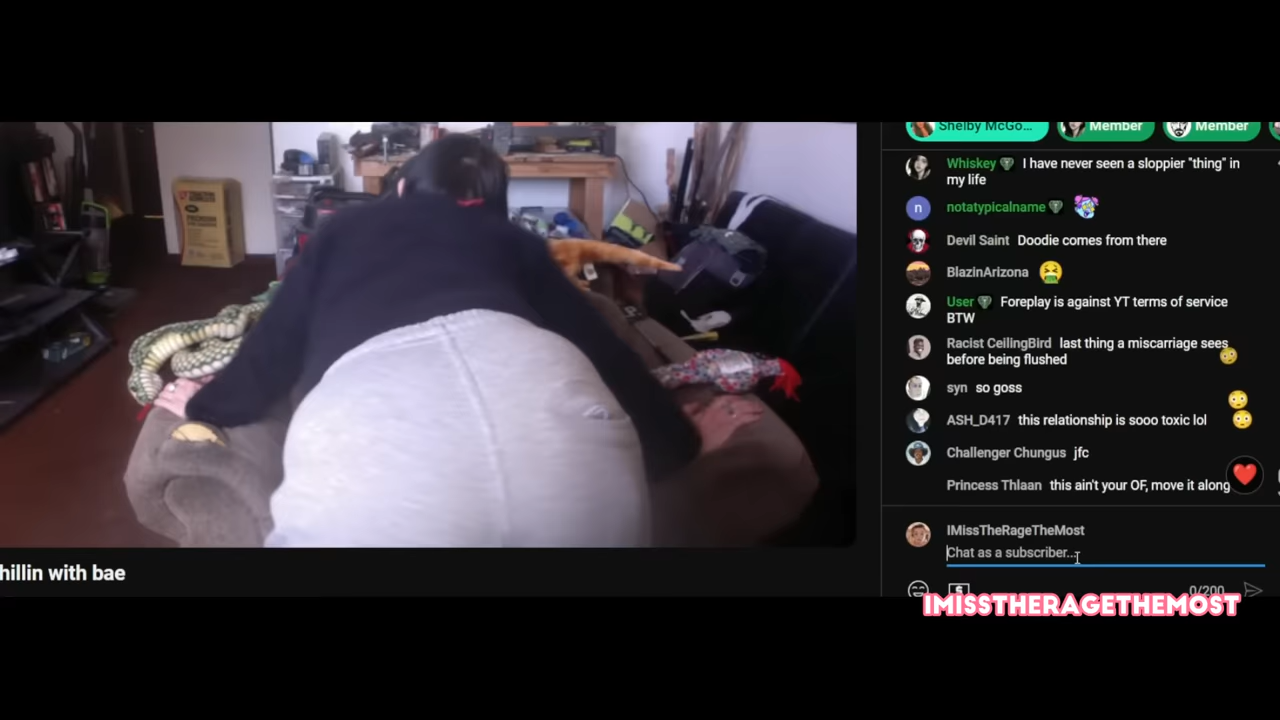 Shelby McGo...
Member
Member
Whiskey I have never seen a sloppier "thing" in
my life
n notatypicalname
Devil Saint Doodie comes from there
BlazinArizona
User Foreplay is against YT terms of service
BTW
Racist CeilingBird last thing a miscarriage sees
before being flushed
syn so goss
ASH_D417 this relationship is sooo toxic lol
Challenger Chungus jfc
Princess Thlaan this ain't your OF, move it along
IMissTheRageTheMost
Chat as a subscriber...
hillin with bae
0/200
IMISSTHERAGETHEMOST